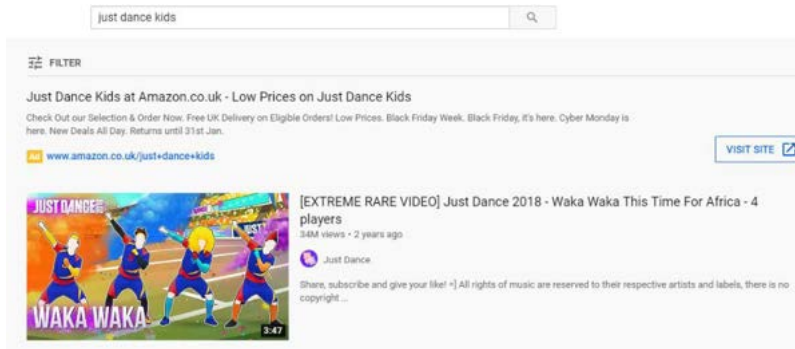 just dance kids
FILTER
Just Dance Kids at Amazon.co.uk - Low Prices on Just Dance Kids
Check Out our Selection & Order Now. Free UK Delivery on Eligible Orders! Low Prices. Black Friday Week. Black Friday, it's here. Cyber Monday is
here. New Deals All Day. Returns until 31st Jan.
Ad www.amazon.co.uk/just+dance+kids
VISIT SITE
JUST DANCE
[EXTREME RARE VIDEO] Just Dance 2018 - Waka Waka This Time For Africa - 4
players
34M views • 2 years ago
Just Dance
Share, subscribe and give your like! =] All rights of music are reserved to their respective artists and labels, there is no
copyright ...
WAKA WAKA
3:47